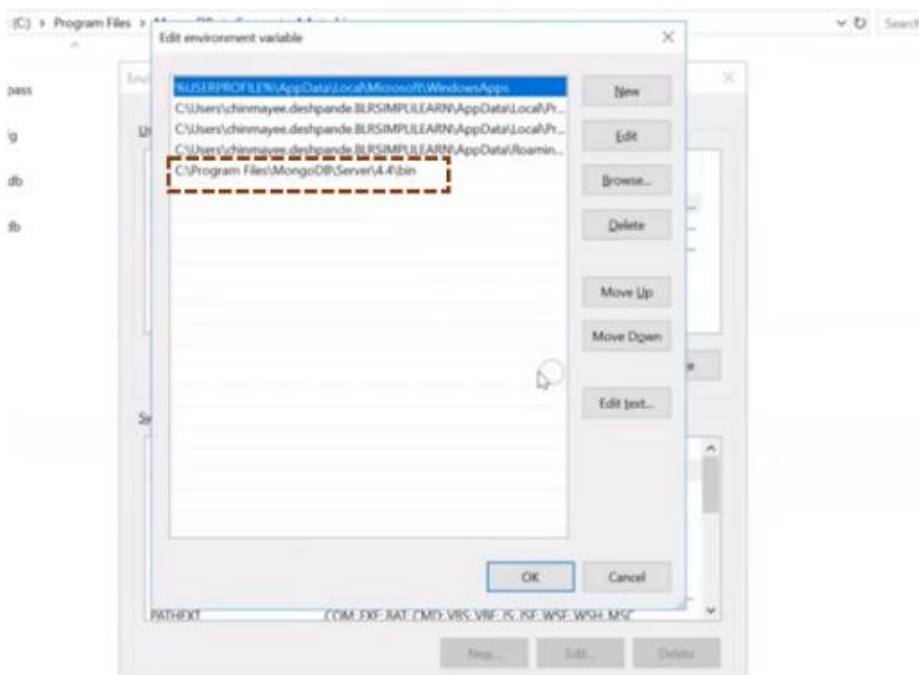 (C:) > Program Files >
Search
Edit environment variable
pass
%USERPROFILE%\AppData\Local\Microsoft\WindowsApps
New
C:\Users\chinmayee.deshpande.BLRSIMPLILEARN\AppData\Local\Pr...
C:\Users\chinmayee.deshpande.BLRSIMPLILEARN\AppData\Local\Pr...
Edit
C:\Users\chinmayee.deshpande.BLRSIMPLILEARN\AppData\Roamin...
C:\Program Files\MongoDB\Server\4.4\bin
db
Browse...
Delete
Move Up
Move Down
Edit text...
OK
Cancel
PATHEXT .COM;.EXE;.BAT;.CMD;.VBS;.VBE;.JS;.JSE;.WSF;.WSH;.MSC
New...
Edit...
Delete